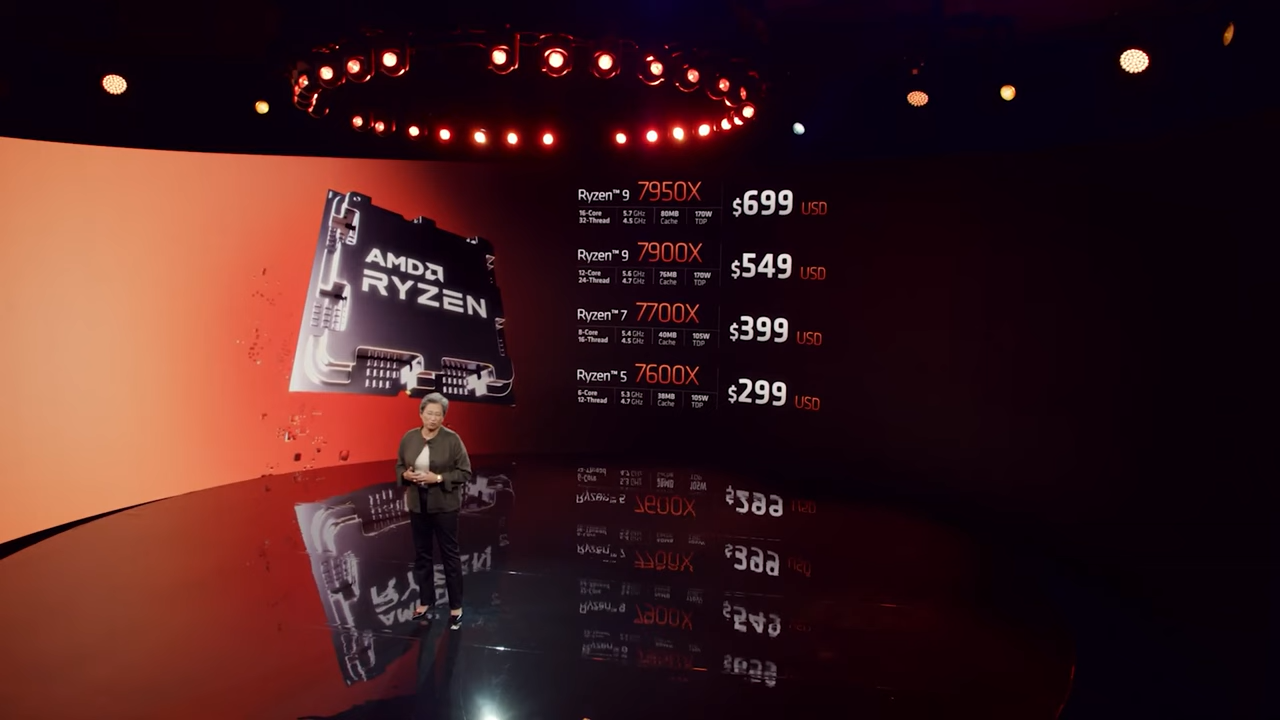 AMD
RYZEN
Ryzen™ 9 7950X
$699 USD
16-Core
32-Thread
5.7 GHz
4.5 GHz
80MB
Cache
170W
TDP
Ryzen™ 9 7900X
$549 USD
12-Core
24-Thread
5.6 GHz
4.7 GHz
76MB
Cache
170W
TDP
Ryzen™ 7 7700X
$399 USD
8-Core
16-Thread
5.4 GHz
4.5 GHz
40MB
Cache
105W
TDP
Ryzen™ 5 7600X
$299 USD
6-Core
12-Thread
5.3 GHz
4.7 GHz
38MB
Cache
105W
TDP